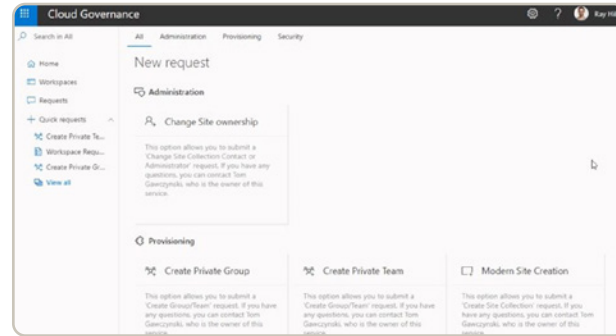 Cloud Governance
? Ray Hil
Search in All
All Administration Provisioning Security
Home
Workspaces
Requests
Quick requests
Create Private Te...
Workspace Requ...
Create Private Gr...
View all
New request
Administration
Change Site ownership
This option allows you to submit a
'Change Site Collection Contact or
Administrator' request. If you have any
questions, you can contact Tom
Gawczynski, who is the owner of this
service.
Provisioning
Create Private Group
This option allows you to submit a
'Create Group/Team' request. If you have
any questions, you can contact Tom
Gawczynski, who is the owner of this
service.
Create Private Team
This option allows you to submit a
'Create Group/Team' request. If you have
any questions, you can contact Tom
Gawczynski, who is the owner of this
service.
Modern Site Creation
This option allows you to submit a
'Create Site Collection' request. If you
have any questions, you can contact Tom
Gawczynski, who is the owner of this
service.